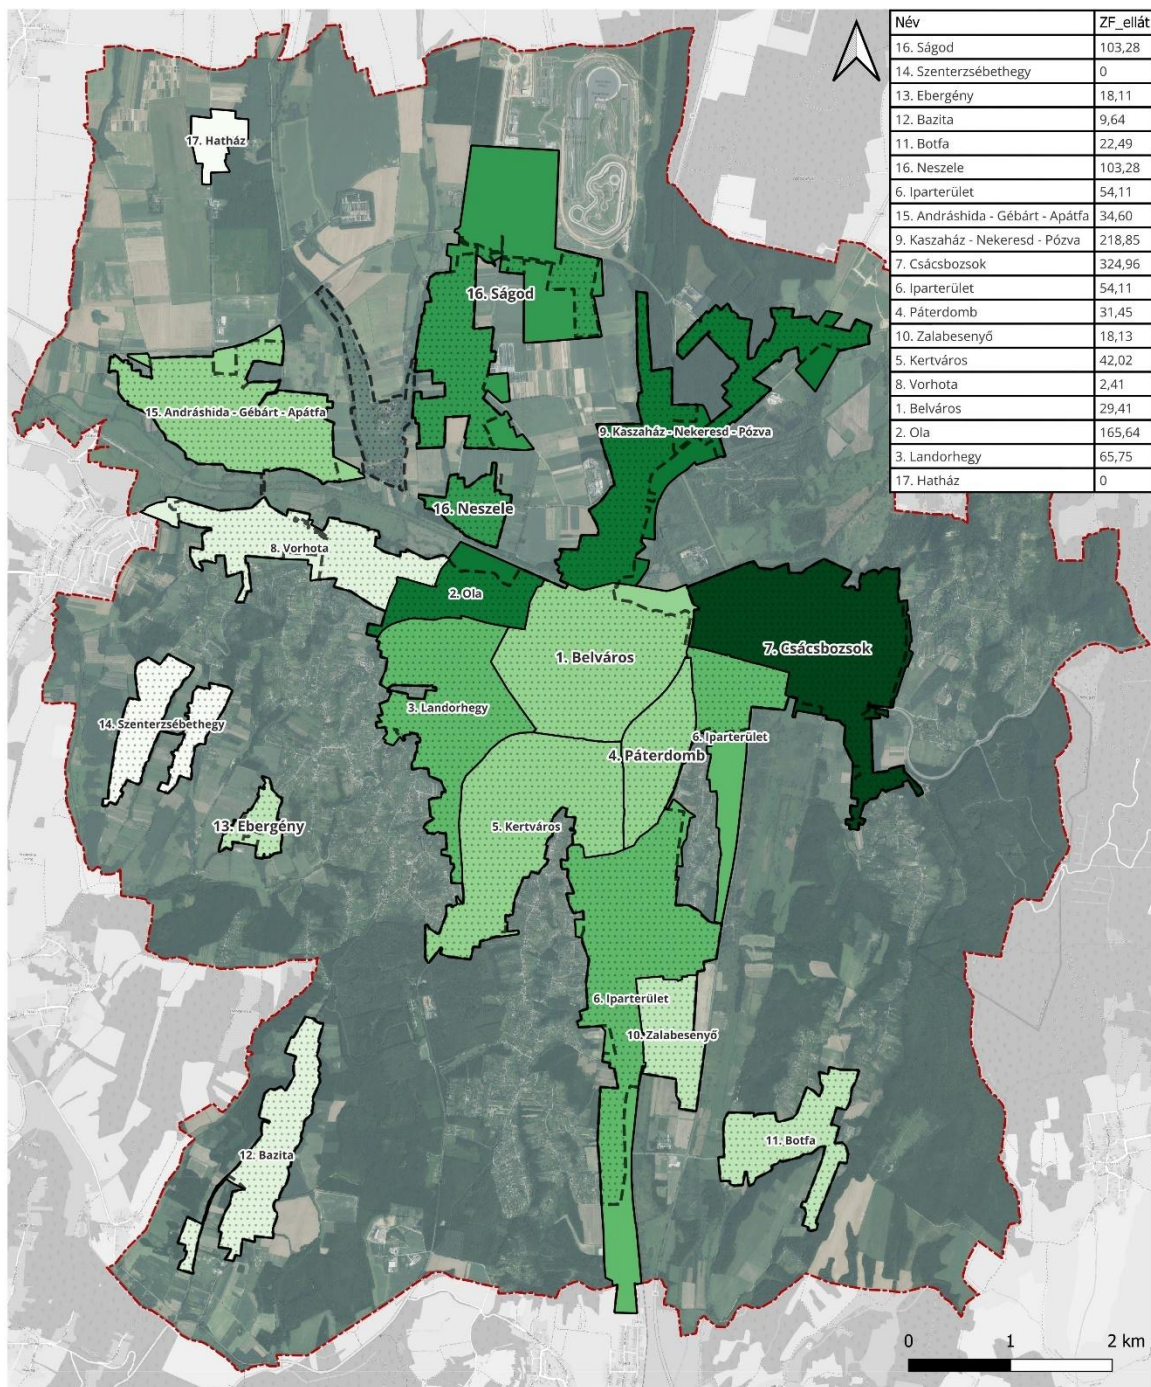 Név ZF_ellát
16. Ságod 103,28
14. Szenterzsébethegy 0
13. Ebergény 18,11
12. Bazita 9,64
11. Botfa 22,49
16. Neszele 103,28
6. Iparterület 54,11
15. Andráshida - Gébárt - Apátfa 34,60
9. Kaszaház - Nekeresd - Pózva 218,85
7. Csácsbozsok 324,96
6. Iparterület 54,11
4. Páterdomb 31,45
10. Zalabesenyő 18,13
5. Kertváros 42,02
8. Vorhota 2,41
1. Belváros 29,41
2. Ola 165,64
3. Landorhegy 65,75
17. Hatház 0
17. Hatház
16. Ságod
15. Andráshida - Gébárt - Apátfa
9. Kaszaház - Nekeresd - Pózva
16. Neszele
8. Vorhota
2. Ola
1. Belváros
7. Csácsbozsok
3. Landorhegy
14. Szenterzsébethegy
6. Iparterület
4. Páterdomb
13. Ebergény
5. Kertváros
6. Iparterület
10. Zalabesenyő
11. Botfa
12. Bazita
0 1 2 km